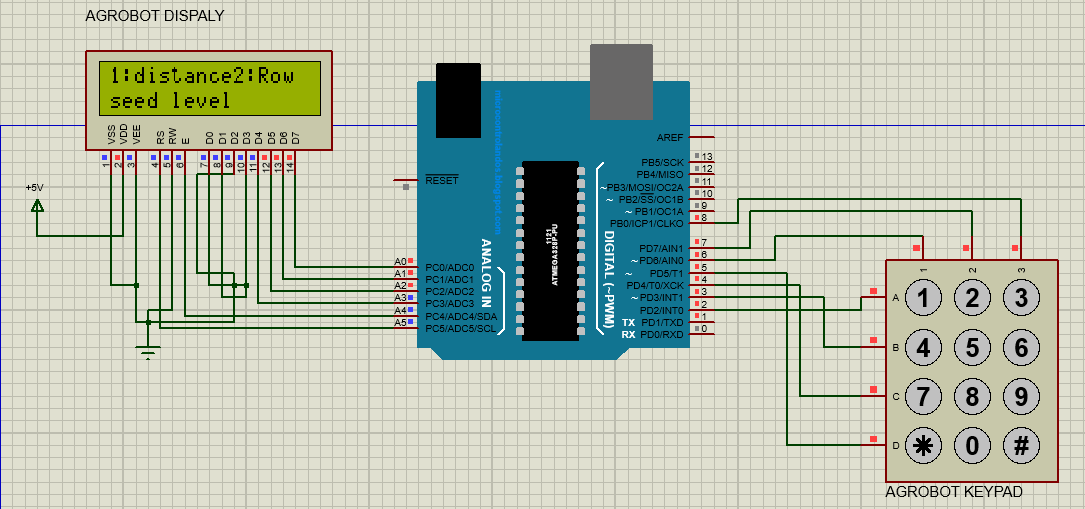 AGROBOT DISPALY
1:distance2:Row
seed level
VSS
VDD
VEE
RS
RW
E
D0
D1
D2
D3
D4
D5
D6
D7
1
2
3
4
5
6
7
8
9
10
11
12
13
14
+5V
microcontrolandos.blogspot.com
RESET
AREF
PB5/SCK 13
PB4/MISO 12
~PB3/MOSI/OC2A 11
~ PB2/SS/OC1B 10
~ PB1/OC1A 9
PB0/ICP1/CLKO 8
PD7/AIN1 7
~ PD6/AIN0 6
~ PD5/T1 5
PD4/T0/XCK 4
~ PD3/INT1 3
PD2/INT0 2
TX PD1/TXD 1
RX PD0/RXD 0
DIGITAL (~PWM)
1121
ATMEGA328P-PU
ANALOG IN
A0 PC0/ADC0
A1 PC1/ADC1
A2 PC2/ADC2
A3 PC3/ADC3
A4 PC4/ADC4/SDA
A5 PC5/ADC5/SCL
1 2 3
A 1 2 3
B 4 5 6
C 7 8 9
D * 0 #
AGROBOT KEYPAD